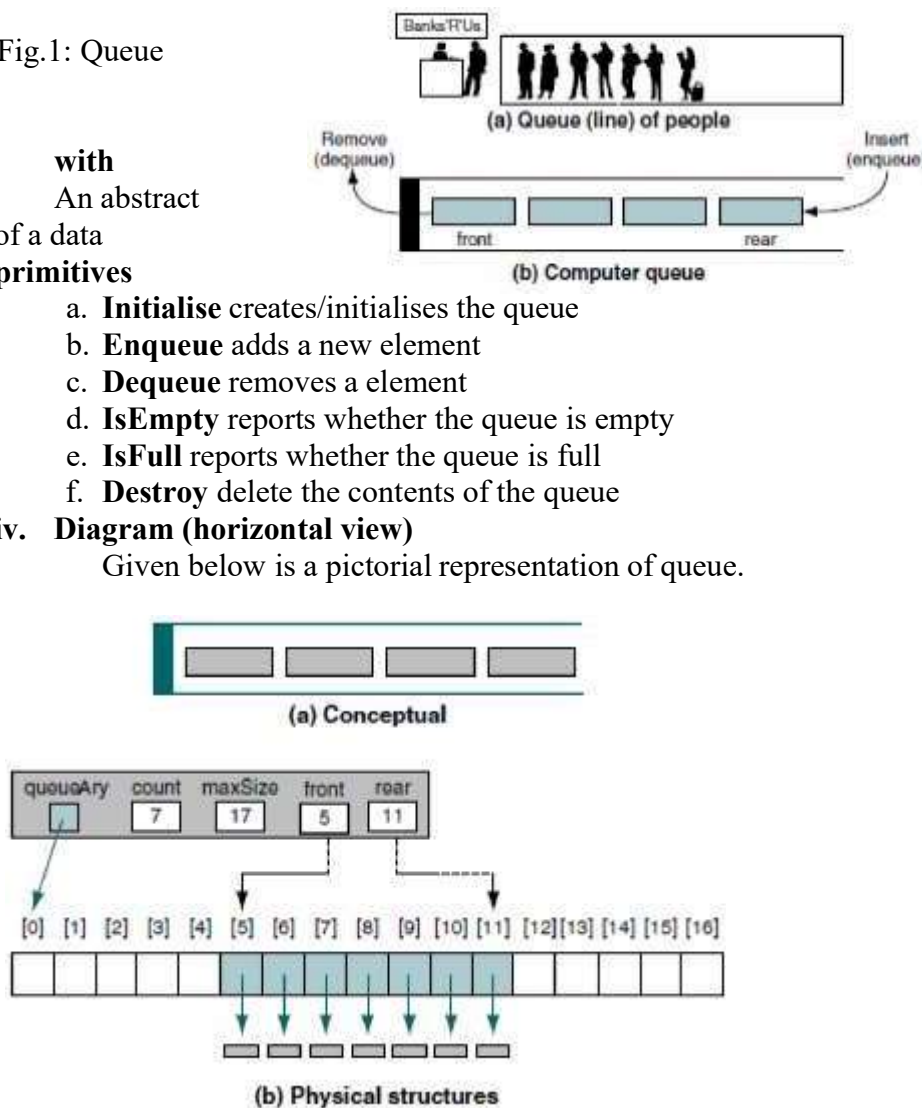 Fig.1: Queue
Banks'R'Us
(a) Queue (line) of people
Remove
(dequeue)
Insert
(enqueue
front
rear
(b) Computer queue
with
An abstract
of a data
primitives
a. Initialise creates/initialises the queue
b. Enqueue adds a new element
c. Dequeue removes a element
d. IsEmpty reports whether the queue is empty
e. IsFull reports whether the queue is full
f. Destroy delete the contents of the queue
iv. Diagram (horizontal view)
Given below is a pictorial representation of queue.
(a) Conceptual
queueAry count maxSize front rear
7 17 5 11
[0] [1] [2] [3] [4] [5] [6] [7] [8] [9] [10] [11] [12] [13] [14] [15] [16]
(b) Physical structures